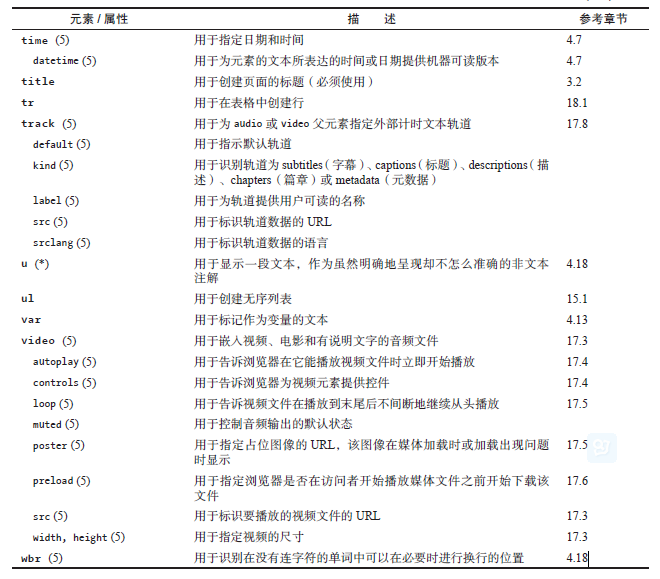 元素 / 属性 描 述 参考章节
time (5) 用于指定日期和时间 4.7
datetime (5) 用于为元素的文本所表达的时间或日期提供机器可读版本 4.7
title 用于创建页面的标题（必须使用） 3.2
tr 用于在表格中创建行 18.1
track (5) 用于为 audio 或 video 父元素指定外部计时文本轨道 17.8
default (5) 用于指示默认轨道
kind (5) 用于识别轨道为 subtitles（字幕）、captions（标题）、descriptions（描
述）、chapters（篇章）或 metadata（元数据）
label (5) 用于为轨道提供用户可读的名称
src (5) 用于标识轨道数据的 URL
srclang (5) 用于标识轨道数据的语言
u (*) 用于显示一段文本，作为虽然明确地呈现却不怎么准确的非文本 4.18
注解
ul 用于创建无序列表 15.1
var 用于标记作为变量的文本 4.13
video (5) 用于嵌入视频、电影和有说明文字的音频文件 17.3
autoplay (5) 用于告诉浏览器在它能播放视频文件时立即开始播放 17.4
controls (5) 用于告诉浏览器为视频元素提供控件 17.4
loop (5) 用于告诉视频文件在播放到末尾后不间断地继续从头播放 17.5
muted (5) 用于控制音频输出的默认状态
poster (5) 用于指定占位图像的 URL，该图像在媒体加载时或加载出现问题 17.5
时显示
preload (5) 用于指定浏览器是否在访问者开始播放媒体文件之前开始下载该 17.6
文件
src (5) 用于标识要播放的视频文件的 URL 17.3
width, height (5) 用于指定视频的尺寸 17.3
wbr (5) 用于识别在没有连字符的单词中可以在必要时进行换行的位置 4.18